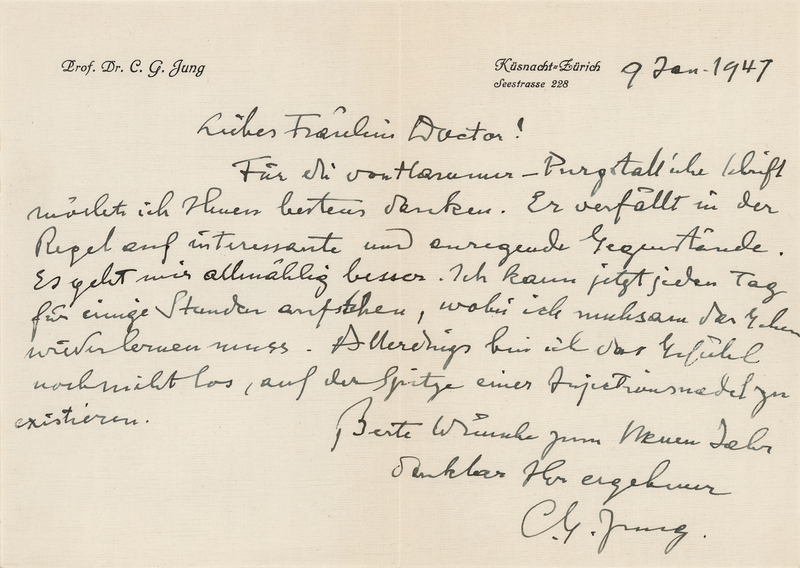 Prof. Dr. C. G. Jung
Küsnacht=Zürich
Seestrasse 228
9 Jan. 1947
Liebes Fräulein Doctor!
Für die von Hammer-Purgstall'sche Schrift
möchte ich Ihnen bestens danken. Er verfällt in der
Regel auf interessante und anregende Gegenstände.
Es geht mir allmählig besser. Ich kann jetzt jeden Tag
für einige Stunden aufstehen, wobei ich mühsam das Gehen
wieder lernen muss. Allerdings bin ich das Gefühl
noch nicht los, auf der Spitze einer Injectionsnadel zu
existieren.
Beste Wünsche zum Neuen Jahr
dankbar Ihr ergebener
C. G. Jung.